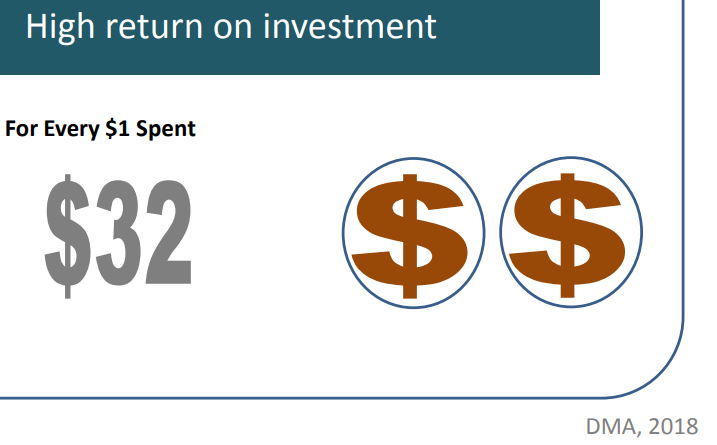 High return on investment
For Every $1 Spent
$32 $ $
DMA, 2018